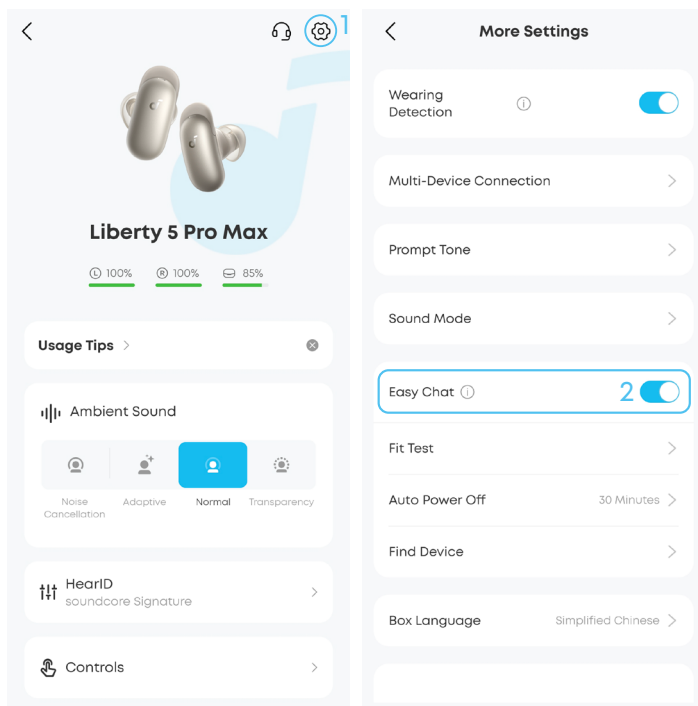 1
Liberty 5 Pro Max
L 100% R 100% 85%
Usage Tips
Ambient Sound
Noise Cancellation
Adaptive
Normal
Transparency
HearID
soundcore Signature
Controls
More Settings
Wearing
Detection
Multi-Device Connection
Prompt Tone
Sound Mode
Easy Chat 2
Fit Test
Auto Power Off 30 Minutes
Find Device
Box Language Simplified Chinese